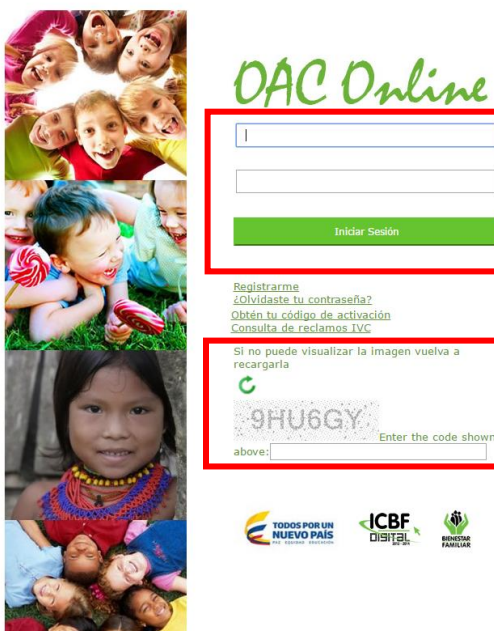 OAC Online
Iniciar Sesión
Registrarme
¿Olvidaste tu contraseña?
Obtén tu código de activación
Consulta de reclamos IVC
Si no puede visualizar la imagen vuelva a
recargarla
9HU6GY
Enter the code shown
above:
TODOS POR UN
NUEVO PAÍS
PAZ EQUIDAD EDUCACIÓN
ICBF
DIGITAL
BIENESTAR
FAMILIAR